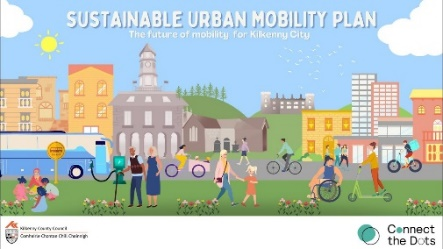 SUSTAINABLE URBAN MOBILITY PLAN
The future of mobility for Kilkenny City
Kilkenny County Council
Comhairle Chontae Chill Chainnigh
Connect
the Dots